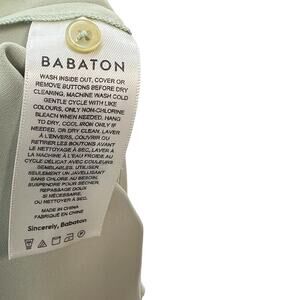 BABATON
WASH INSIDE OUT, COVER OR
REMOVE BUTTONS BEFORE DRY
CLEANING, MACHINE WASH COLD
GENTLE CYCLE WITH LIKE
COLOURS, ONLY NON-CHLORINE
BLEACH WHEN NEEDED, HANG
TO DRY, COOL IRON ONLY IF
NEEDED, OR DRY CLEAN. LAVER
À L'ENVERS, COUVRIR OU
RETIRER LES BOUTONS AVANT
NETTOYAGE À SEC, LAVER À
LA MACHINE À L'EAU FROIDE AU
CYCLE DÉLICAT AVEC COULEURS
SEMBLABLES. UTILISER
SEULEMENT UN JAVELLISANT
SANS CHLORE AU BESOIN,
SUSPENDRE POUR SÉCHER,
REPASSAGE DOUX
SI NÉCESSAIRE,
OU NETTOYER À SEC.
MADE IN CHINA
FABRIQUÉ EN CHINE
Sincerely, Babaton